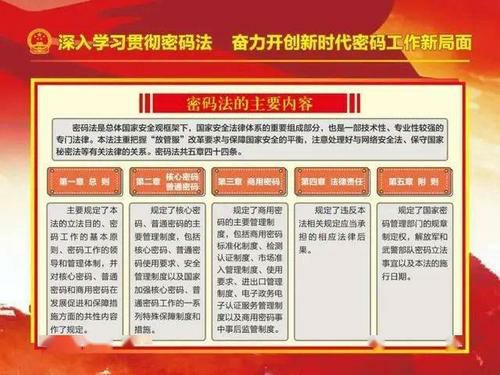 深入学习贯彻密码法 奋力开创新时代密码工作新局面
密码法的主要内容
密码法是总体国家安全观框架下，国家安全法律体系的重要组成部分，也是一部技术性、专业性较强的
专门法律。本法注重把握“放管服”改革要求与保障国家安全的平衡，注意处理好与网络安全法、保守国家
秘密法等有关法律的关系。密码法共五章四十四条。
第一章 总 则
主要规定了本
法的立法目的、密
码工作的基本原
则、密码工作的领
导和管理体制，并
对核心密码、普通
密码和商用密码在
发展促进和保障措
施方面的共性内容
作了规定。
第二章 核心密码
普通密码
规定了核心密
码、普通密码的主
要管理制度，包括
核心密码、普通密
码使用要求、安全
管理制度以及国家
加强核心密码、普
通密码工作的一系
列特殊保障制度和
措施。
第三章 商用密码
规定了商用密码
的主要管理制
度，包括商用密码
标准化制度、检测
认证制度、市场准
入管理制度、使用
要求、进出口管理
制度、电子政务电
子认证服务管理制
度以及商用密码事
中事后监管制度。
第四章 法律责任
规定了违反本
法相关规定应当承
担的相应法律后
果。
第五章 附 则
规定了国家密
码管理部门的规
章制定权，解放军和
武警部队密码立法
事宜以及本法的施
行日期。